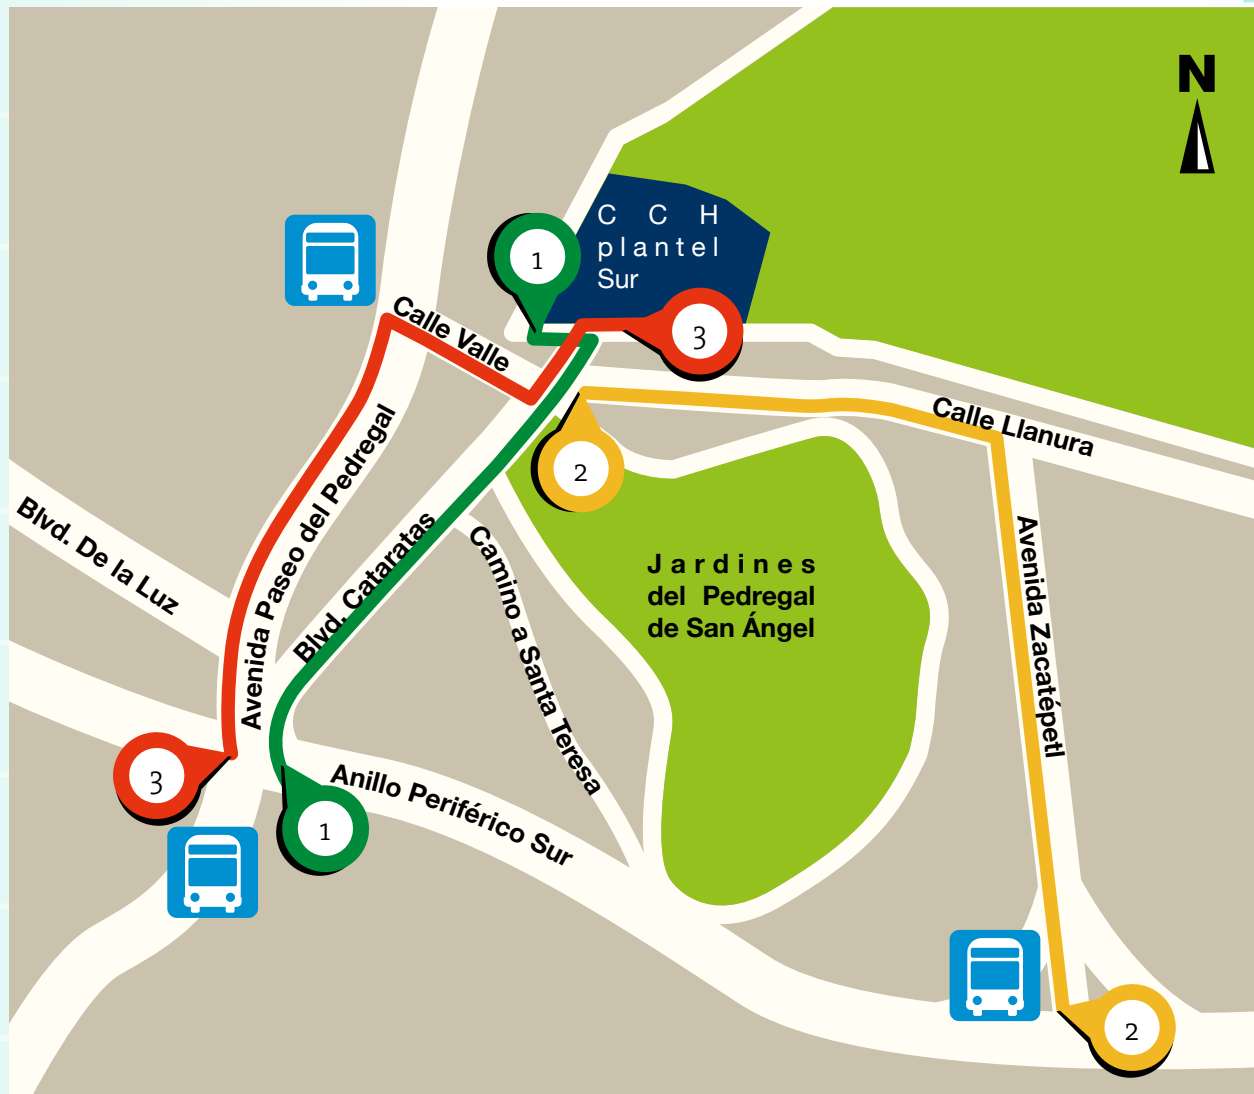 N
C C H
plantel
Sur
1
3
Calle Valle
2
Calle Llanura
Avenida Paseo del Pedregal
Blvd. De la Luz
Blvd. Cataratas
Camino a Santa Teresa
Jardines
del Pedregal
de San Ángel
Avenida Zacatépetl
3
1
Anillo Periférico Sur
2